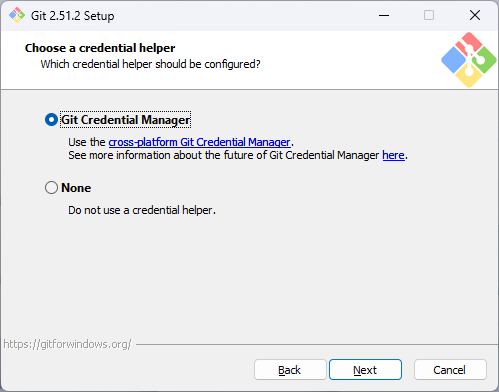 Git 2.51.2 Setup
Choose a credential helper
Which credential helper should be configured?
Git Credential Manager
Use the cross-platform Git Credential Manager.
See more information about the future of Git Credential Manager here.
None
Do not use a credential helper.
https://gitforwindows.org/
Back Next Cancel